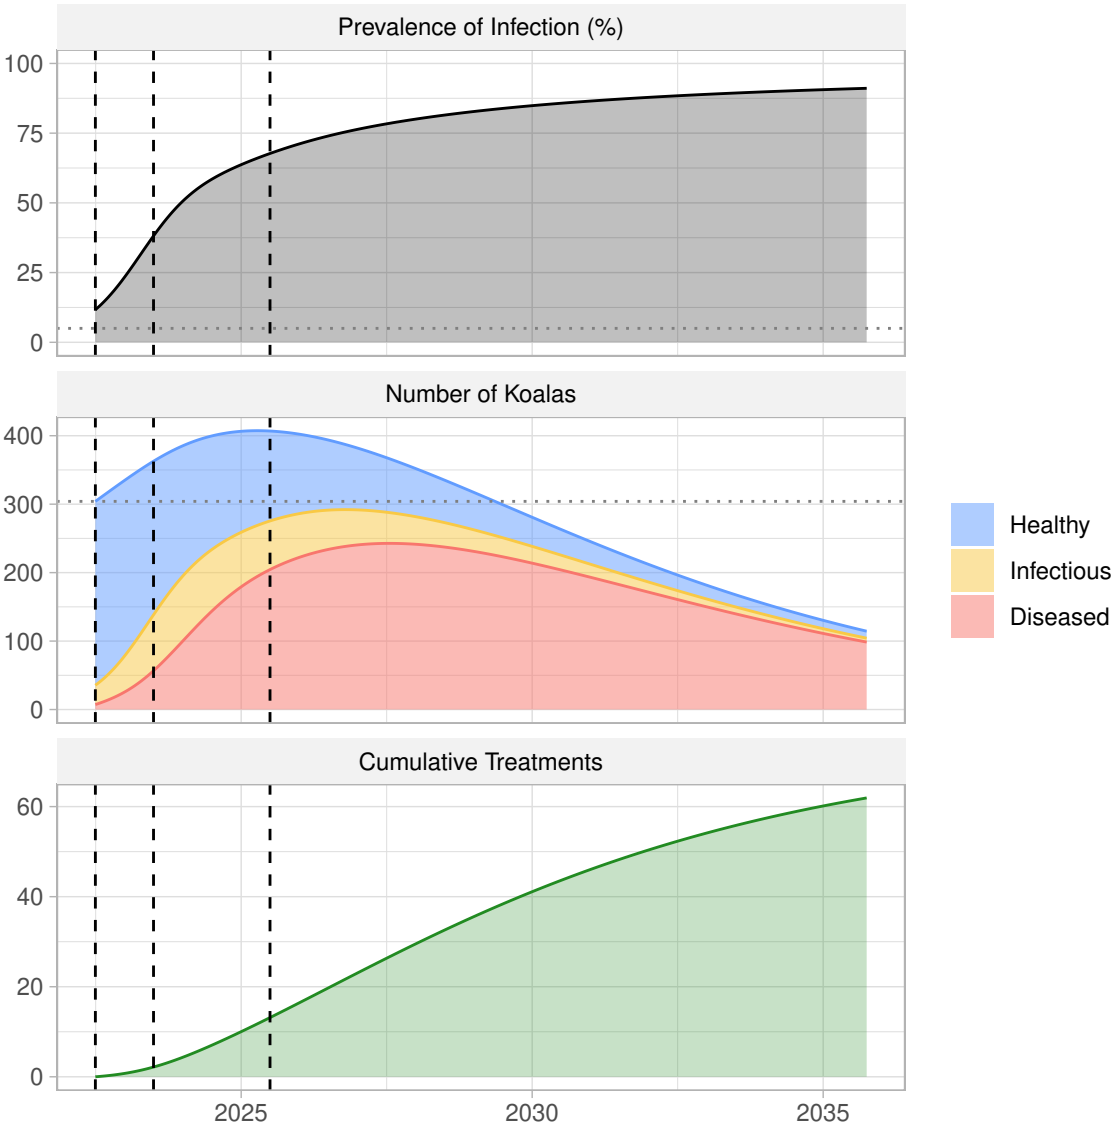 Prevalence of Infection (%)
100
75
50
25
0
Number of Koalas
400
300
200
100
0
Healthy
Infectious
Diseased
Cumulative Treatments
60
40
20
0
2025 2030 2035